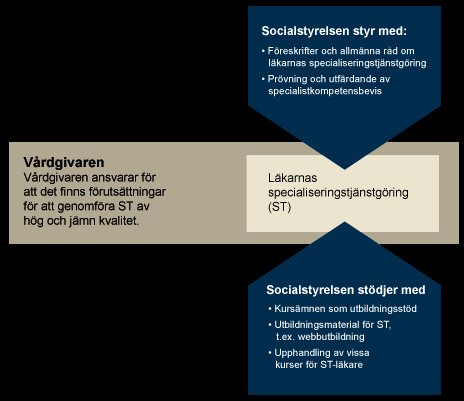 Socialstyrelsen styr med:
• Föreskrifter och allmänna råd om
läkarnas specialiseringstjänstgöring
• Prövning och utfärdande av
specialistkompetensbevis
Vårdgivaren
Vårdgivaren ansvarar för
att det finns förutsättningar
för att genomföra ST av
hög och jämn kvalitet.
Läkarnas
specialiseringstjänstgöring
(ST)
Socialstyrelsen stödjer med
• Kursämnen som utbildningsstöd
• Utbildningsmaterial för ST,
t.ex. webbutbildning
• Upphandling av vissa
kurser för ST-läkare